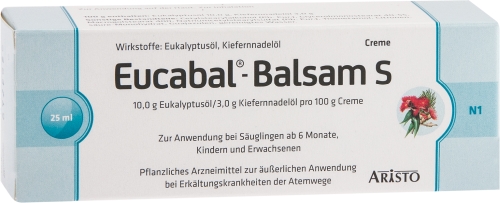 Wirkstoffe: Eukalyptusöl, Kiefernnadelöl
Creme
Eucabal®-Balsam S
10,0 g Eukalyptusöl/3,0 g Kiefernnadelöl pro 100 g Creme
25 ml
N1
Zur Anwendung bei Säuglingen ab 6 Monate,
Kindern und Erwachsenen
Pflanzliches Arzneimittel zur äußerlichen Anwendung
bei Erkältungskrankheiten der Atemwege
ARISTO